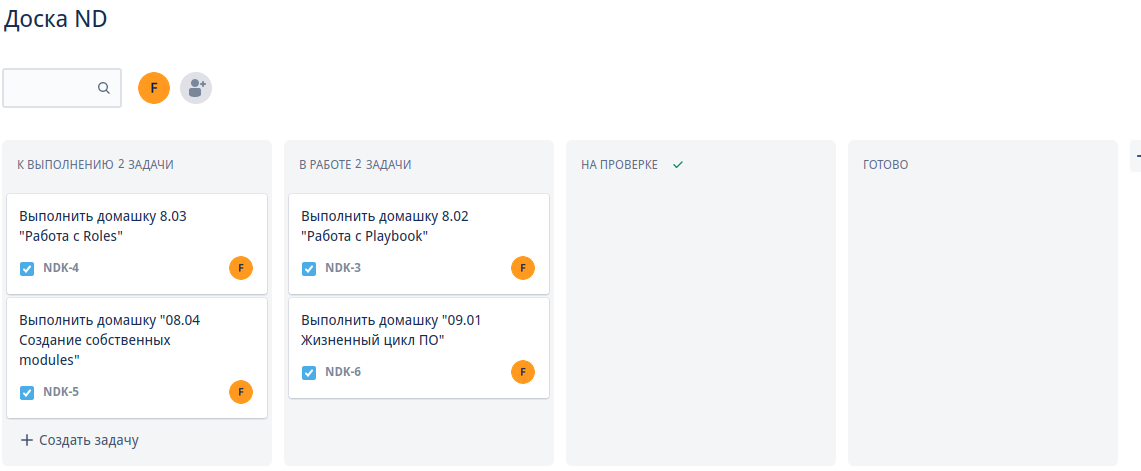 Доска ND
F
К ВЫПОЛНЕНИЮ 2 ЗАДАЧИ
Выполнить домашку 8.03
"Работа с Roles"
NDK-4
F
Выполнить домашку "08.04
Создание собственных
modules"
NDK-5
F
+ Создать задачу
В РАБОТЕ 2 ЗАДАЧИ
Выполнить домашку 8.02
"Работа с Playbook"
NDK-3
F
Выполнить домашку "09.01
Жизненный цикл ПО"
NDK-6
F
НА ПРОВЕРКЕ
ГОТОВО